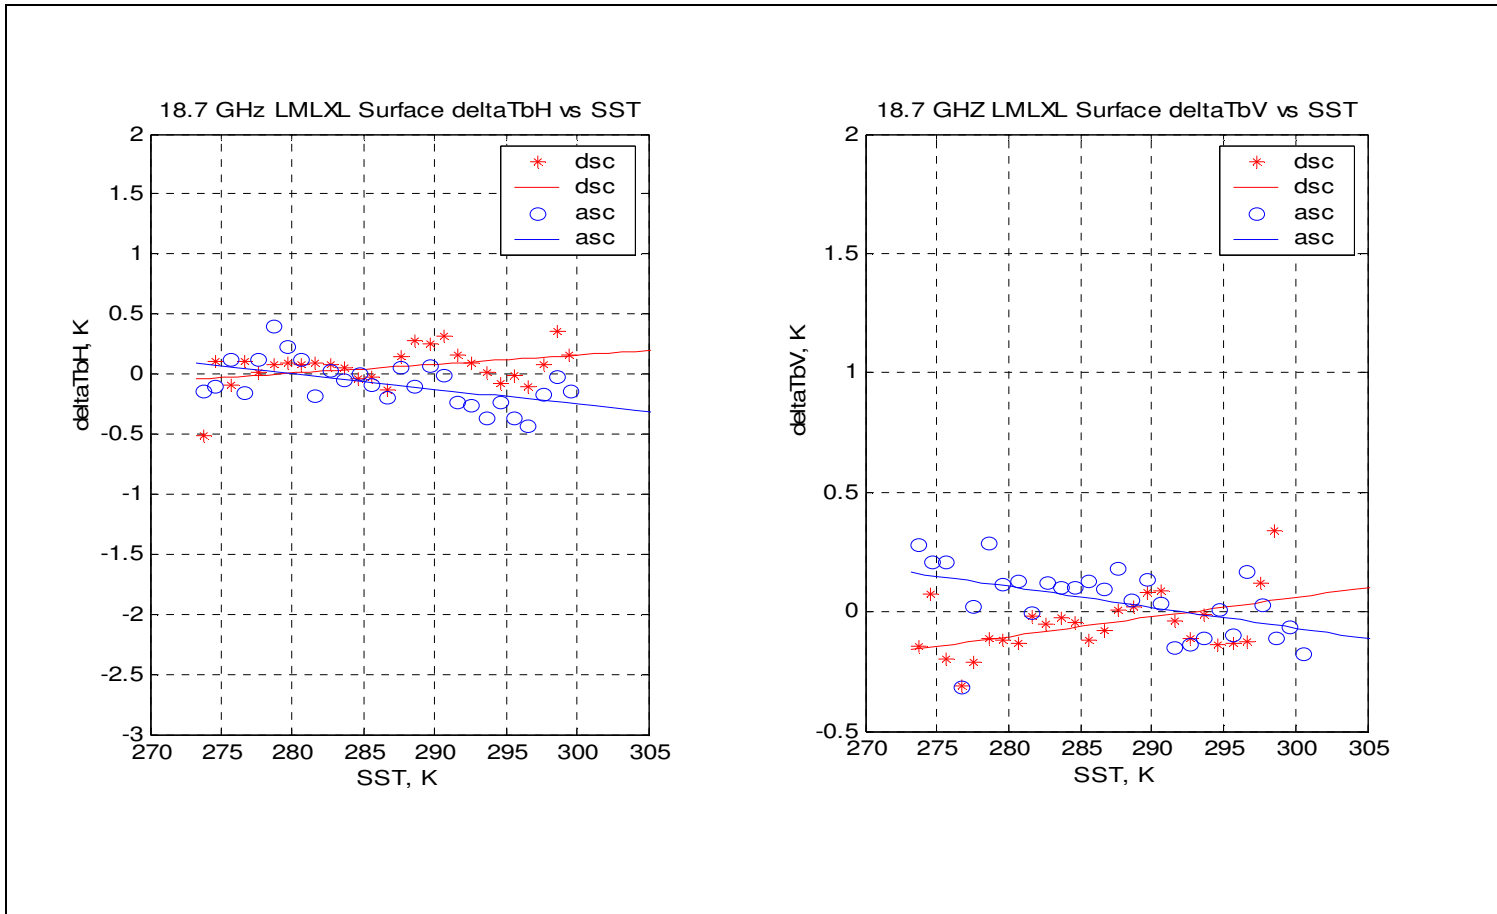 18.7 GHz LMLXL Surface deltaTbH vs SST
2
1.5
1
0.5
0
-0.5
-1
-1.5
-2
-2.5
-3
deltaTbH, K
270 275 280 285 290 295 300 305
SST, K
dsc
dsc
asc
asc
18.7 GHZ LMLXL Surface deltaTbV vs SST
2
1.5
1
0.5
0
-0.5
deltaTbV, K
270 275 280 285 290 295 300 305
SST, K
dsc
dsc
asc
asc